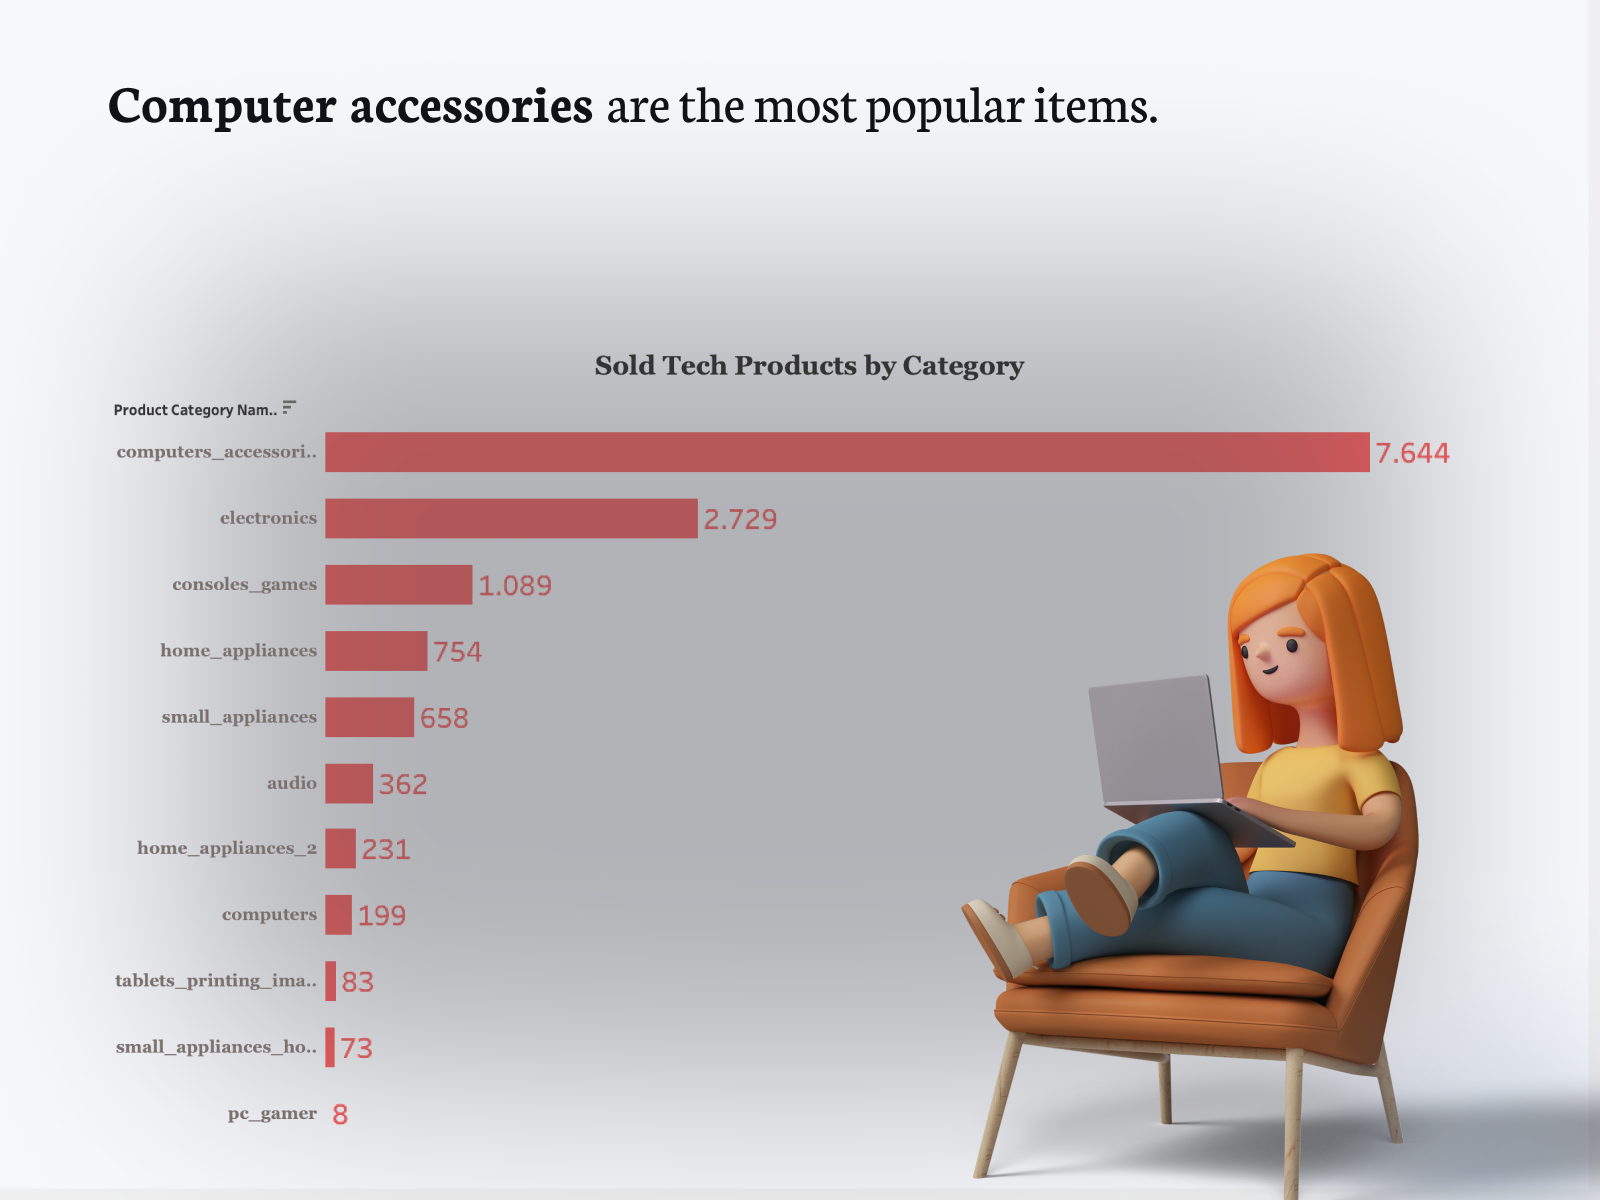 Computer accessories are the most popular items.
Sold Tech Products by Category
Product Category Nam..
computers_accessori.. 7.644
electronics 2.729
consoles_games 1.089
home_appliances 754
small_appliances 658
audio 362
home_appliances_2 231
computers 199
tablets_printing_ima.. 83
small_appliances_ho.. 73
pc_gamer 8